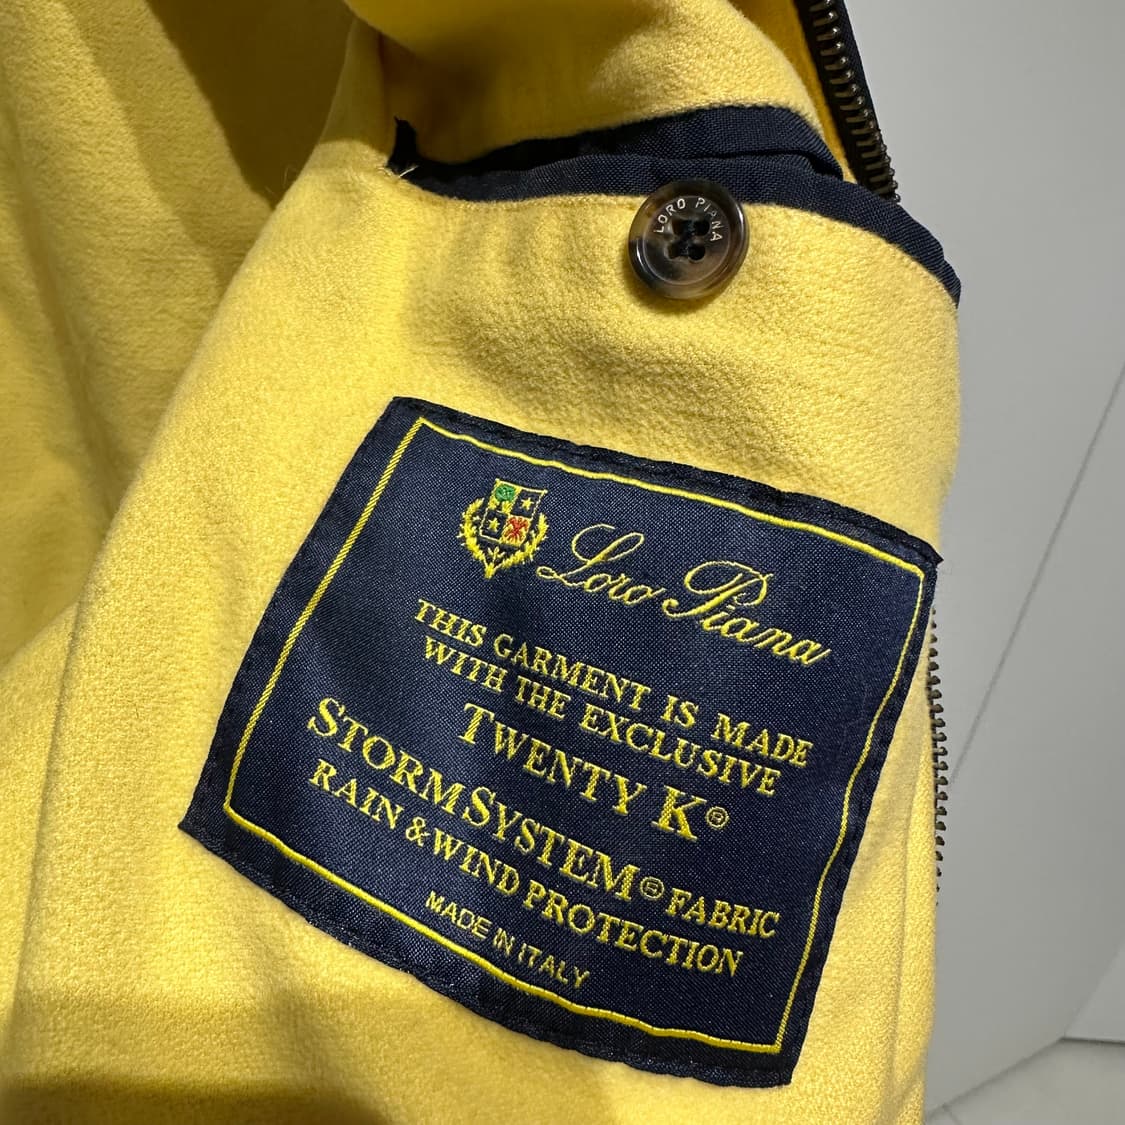 LORO PIANA
Loro Piana
THIS GARMENT IS MADE
WITH THE EXCLUSIVE
TWENTY K®
STORMSYSTEM® FABRIC
RAIN & WIND PROTECTION
MADE IN ITALY